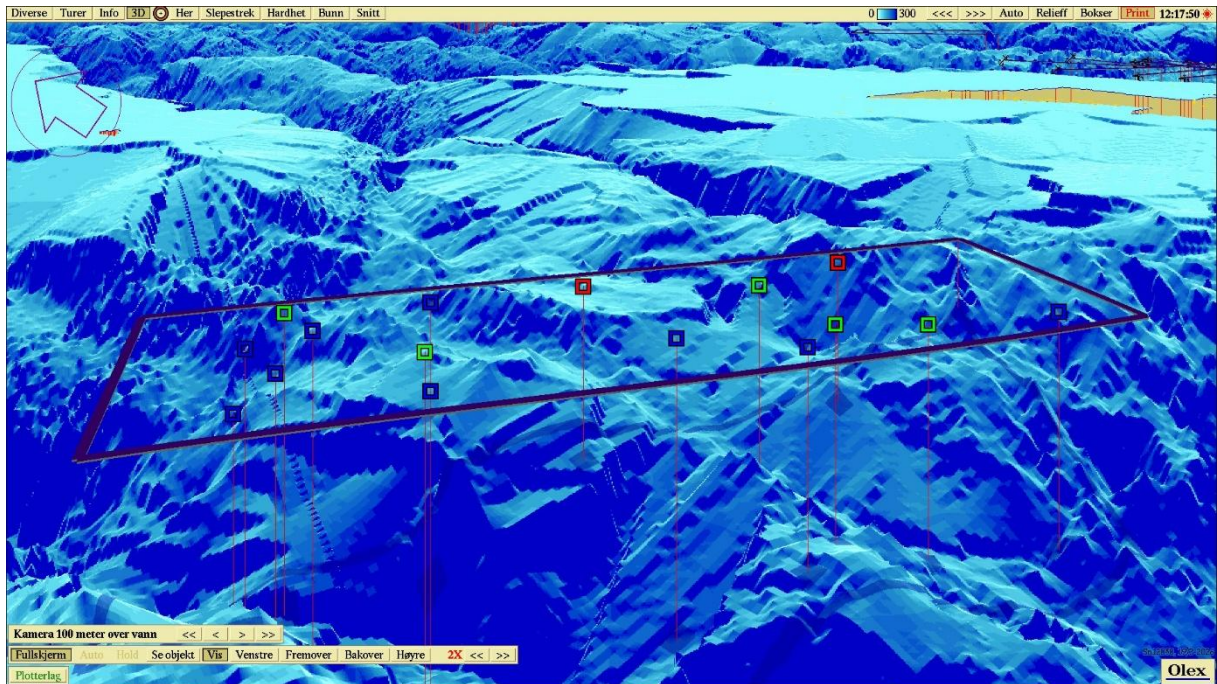 Diverse Turer Info 3D Her Slepestrek Hardhet Bunn Snitt 0 300 <<< >>> Auto Relieff Bokser Print 12:17:50
Kamera 100 meter over vann << < > >>
Fullskjerm Auto Hold Se objekt Vis Venstre Fremover Bakover Høyre 2X << >>
Plotterlag
Olex